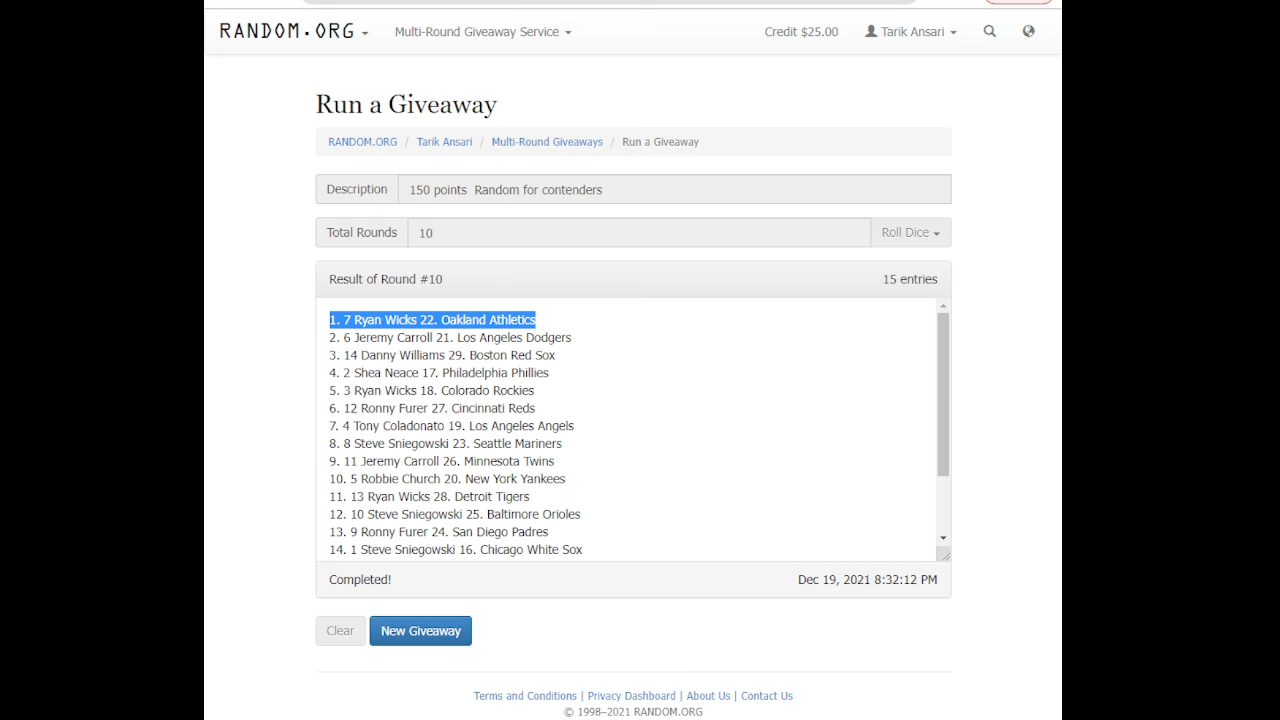 RANDOM.ORG Multi-Round Giveaway Service Credit $25.00 Tarik Ansari
Run a Giveaway
RANDOM.ORG / Tarik Ansari / Multi-Round Giveaways / Run a Giveaway
Description 150 points Random for contenders
Total Rounds 10 Roll Dice
Result of Round #10 15 entries
1. 7 Ryan Wicks 22. Oakland Athletics
2. 6 Jeremy Carroll 21. Los Angeles Dodgers
3. 14 Danny Williams 29. Boston Red Sox
4. 2 Shea Neace 17. Philadelphia Phillies
5. 3 Ryan Wicks 18. Colorado Rockies
6. 12 Ronny Furer 27. Cincinnati Reds
7. 4 Tony Coladonato 19. Los Angeles Angels
8. 8 Steve Sniegowski 23. Seattle Mariners
9. 11 Jeremy Carroll 26. Minnesota Twins
10. 5 Robbie Church 20. New York Yankees
11. 13 Ryan Wicks 28. Detroit Tigers
12. 10 Steve Sniegowski 25. Baltimore Orioles
13. 9 Ronny Furer 24. San Diego Padres
14. 1 Steve Sniegowski 16. Chicago White Sox
Completed! Dec 19, 2021 8:32:12 PM
Clear New Giveaway
Terms and Conditions | Privacy Dashboard | About Us | Contact Us
© 1998–2021 RANDOM.ORG